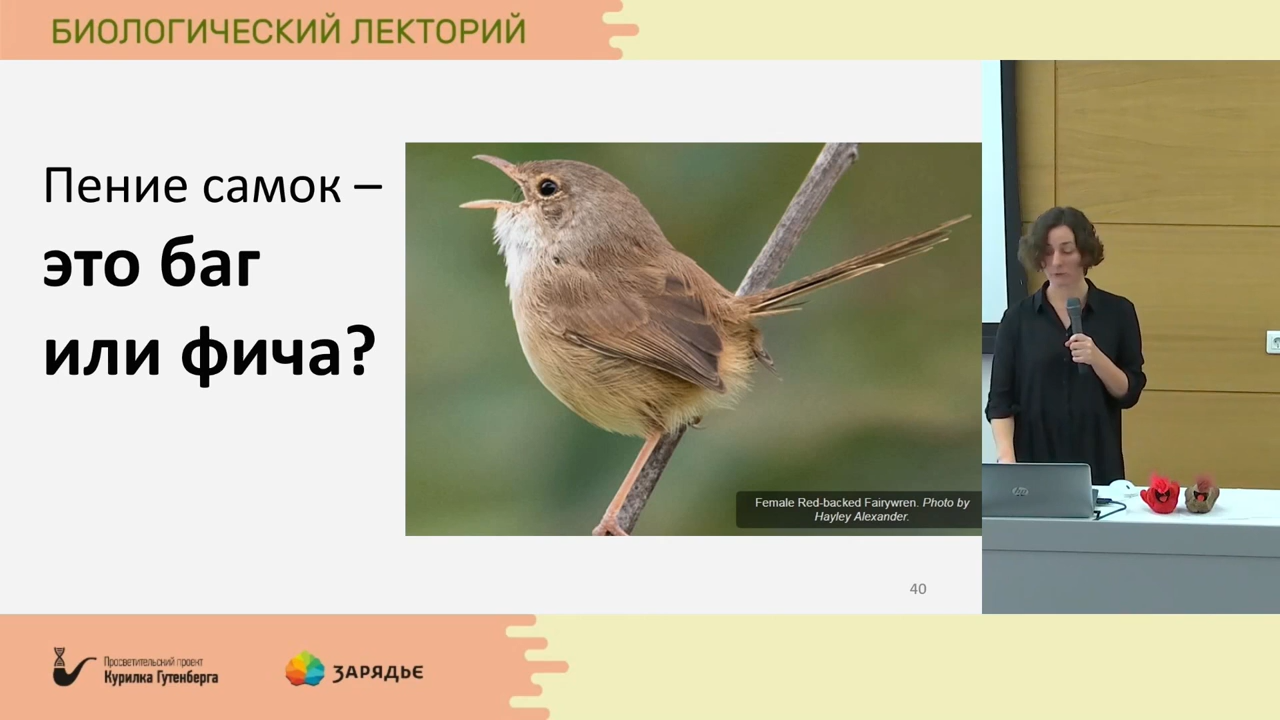 БИОЛОГИЧЕСКИЙ ЛЕКТОРИЙ
Пение самок –
это баг
или фича?
Female Red-backed Fairywren. Photo by
Hayley Alexander.
40
hp
Просветительский проект
Курилка Гутенберга
ЗАРЯДЬЕ